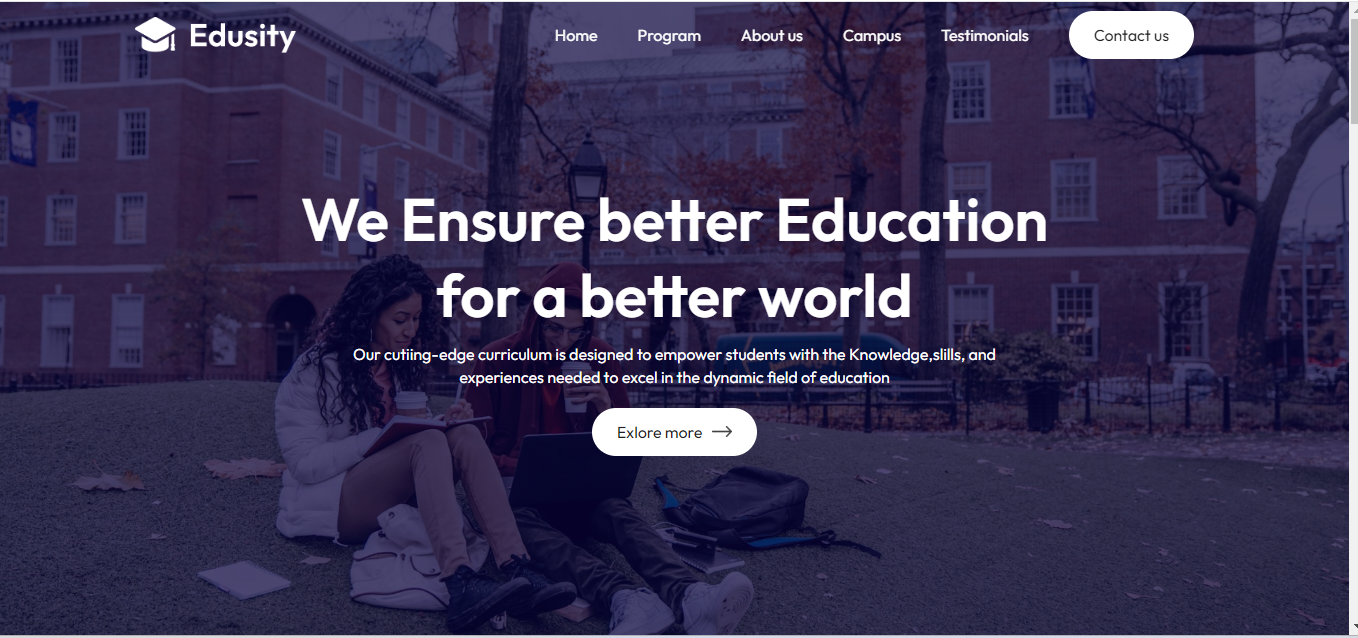 Edusity
Home Program About us Campus Testimonials Contact us
We Ensure better Education
for a better world
Our cutiing-edge curriculum is designed to empower students with the Knowledge,slills, and
experiences needed to excel in the dynamic field of education
Exlore more